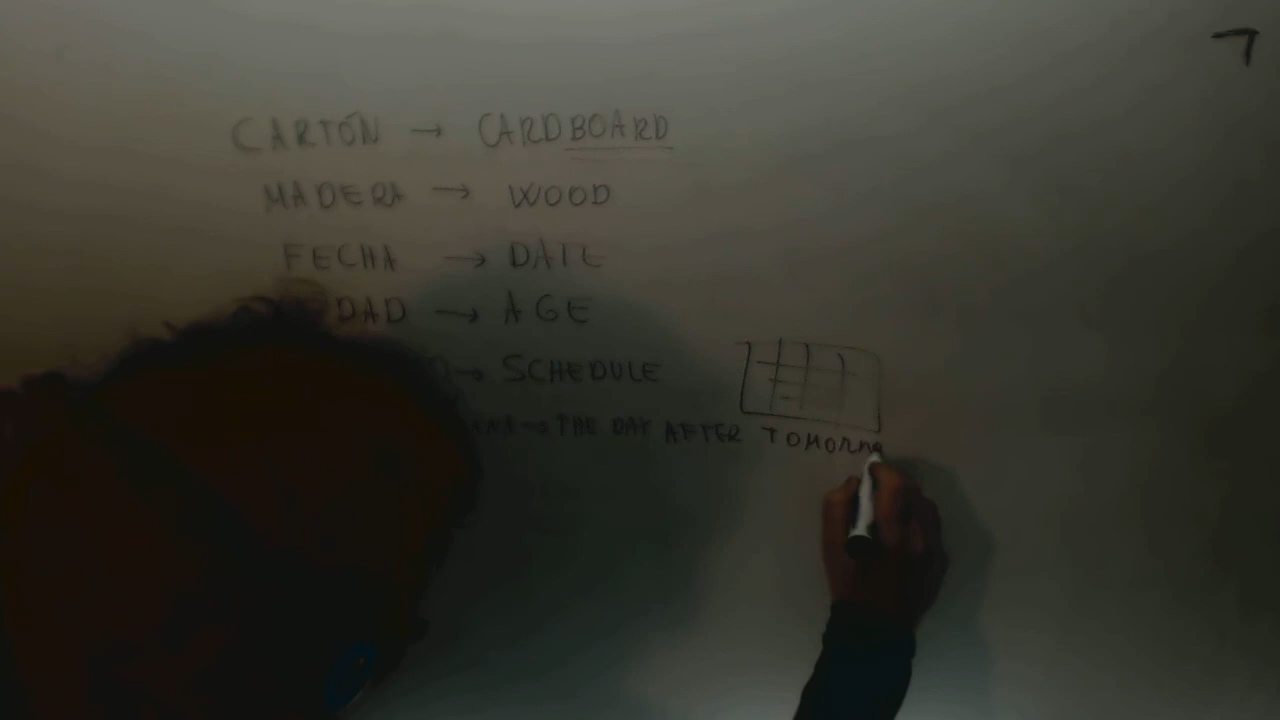 CARTÓN → CARDBOARD
MADERA → WOOD
FECHA → DATE
DAD → AGE
→ SCHEDULE
→ THE DAY AFTER TOMORR